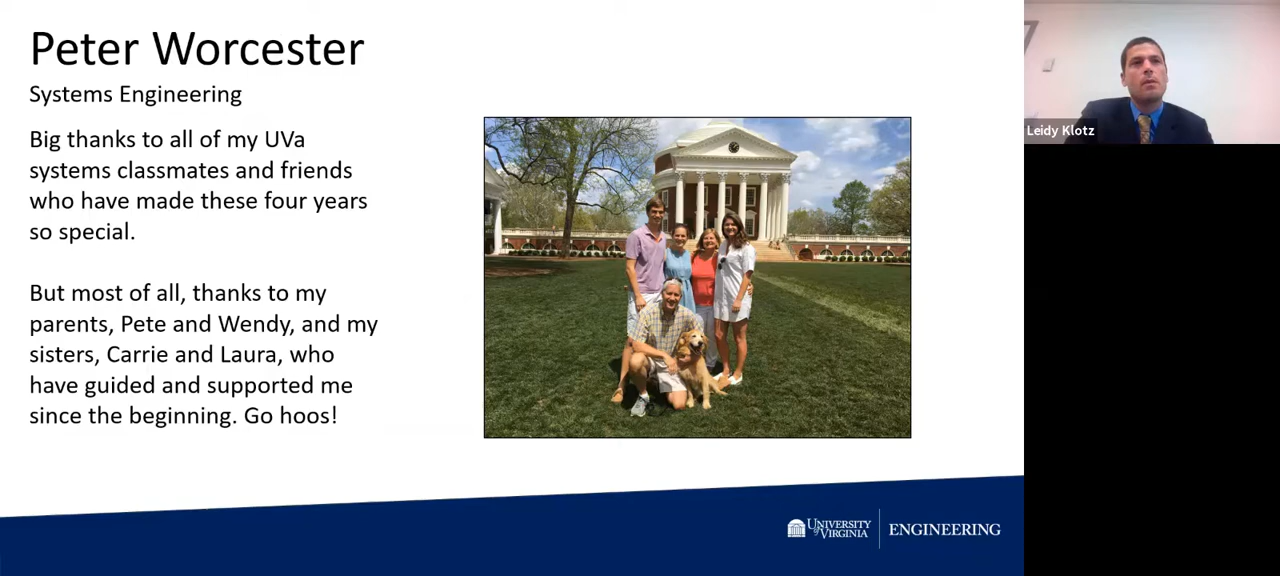 Peter Worcester
Systems Engineering
Big thanks to all of my UVa
systems classmates and friends
who have made these four years
so special.
But most of all, thanks to my
parents, Pete and Wendy, and my
sisters, Carrie and Laura, who
have guided and supported me
since the beginning. Go hoos!
Leidy Klotz
UNIVERSITY
of VIRGINIA
ENGINEERING